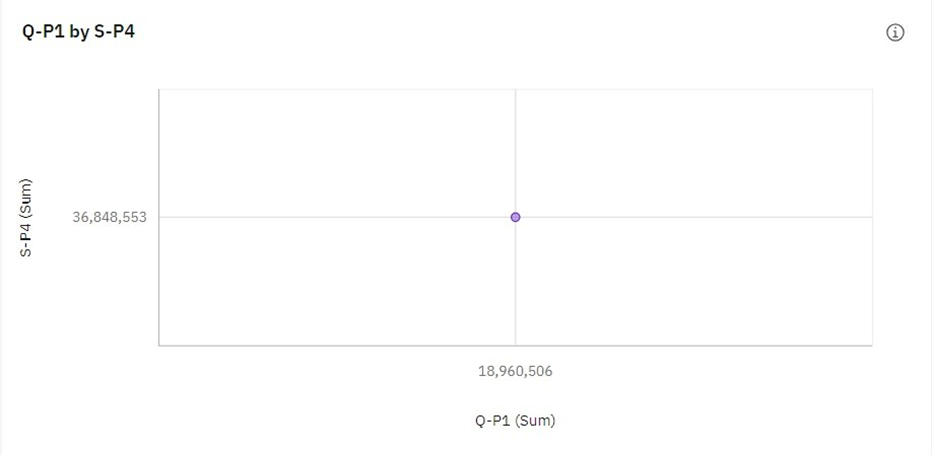 Q-P1 by S-P4
S-P4 (Sum)
36,848,553
18,960,506
Q-P1 (Sum)